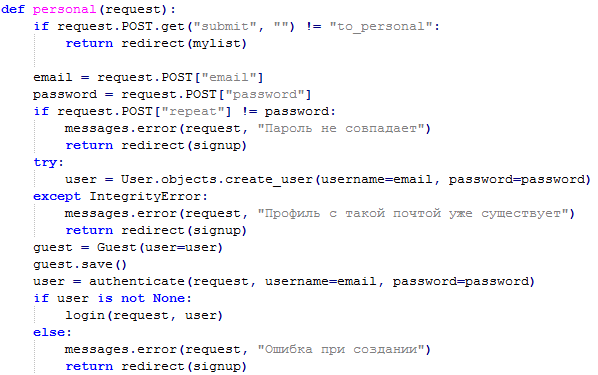 def personal(request):
    if request.POST.get("submit", "") != "to_personal":
        return redirect(mylist)

    email = request.POST["email"]
    password = request.POST["password"]
    if request.POST["repeat"] != password:
        messages.error(request, "Пароль не совпадает")
        return redirect(signup)
    try:
        user = User.objects.create_user(username=email, password=password)
    except IntegrityError:
        messages.error(request, "Профиль с такой почтой уже существует")
        return redirect(signup)
    guest = Guest(user=user)
    guest.save()
    user = authenticate(request, username=email, password=password)
    if user is not None:
        login(request, user)
    else:
        messages.error(request, "Ошибка при создании")
        return redirect(signup)